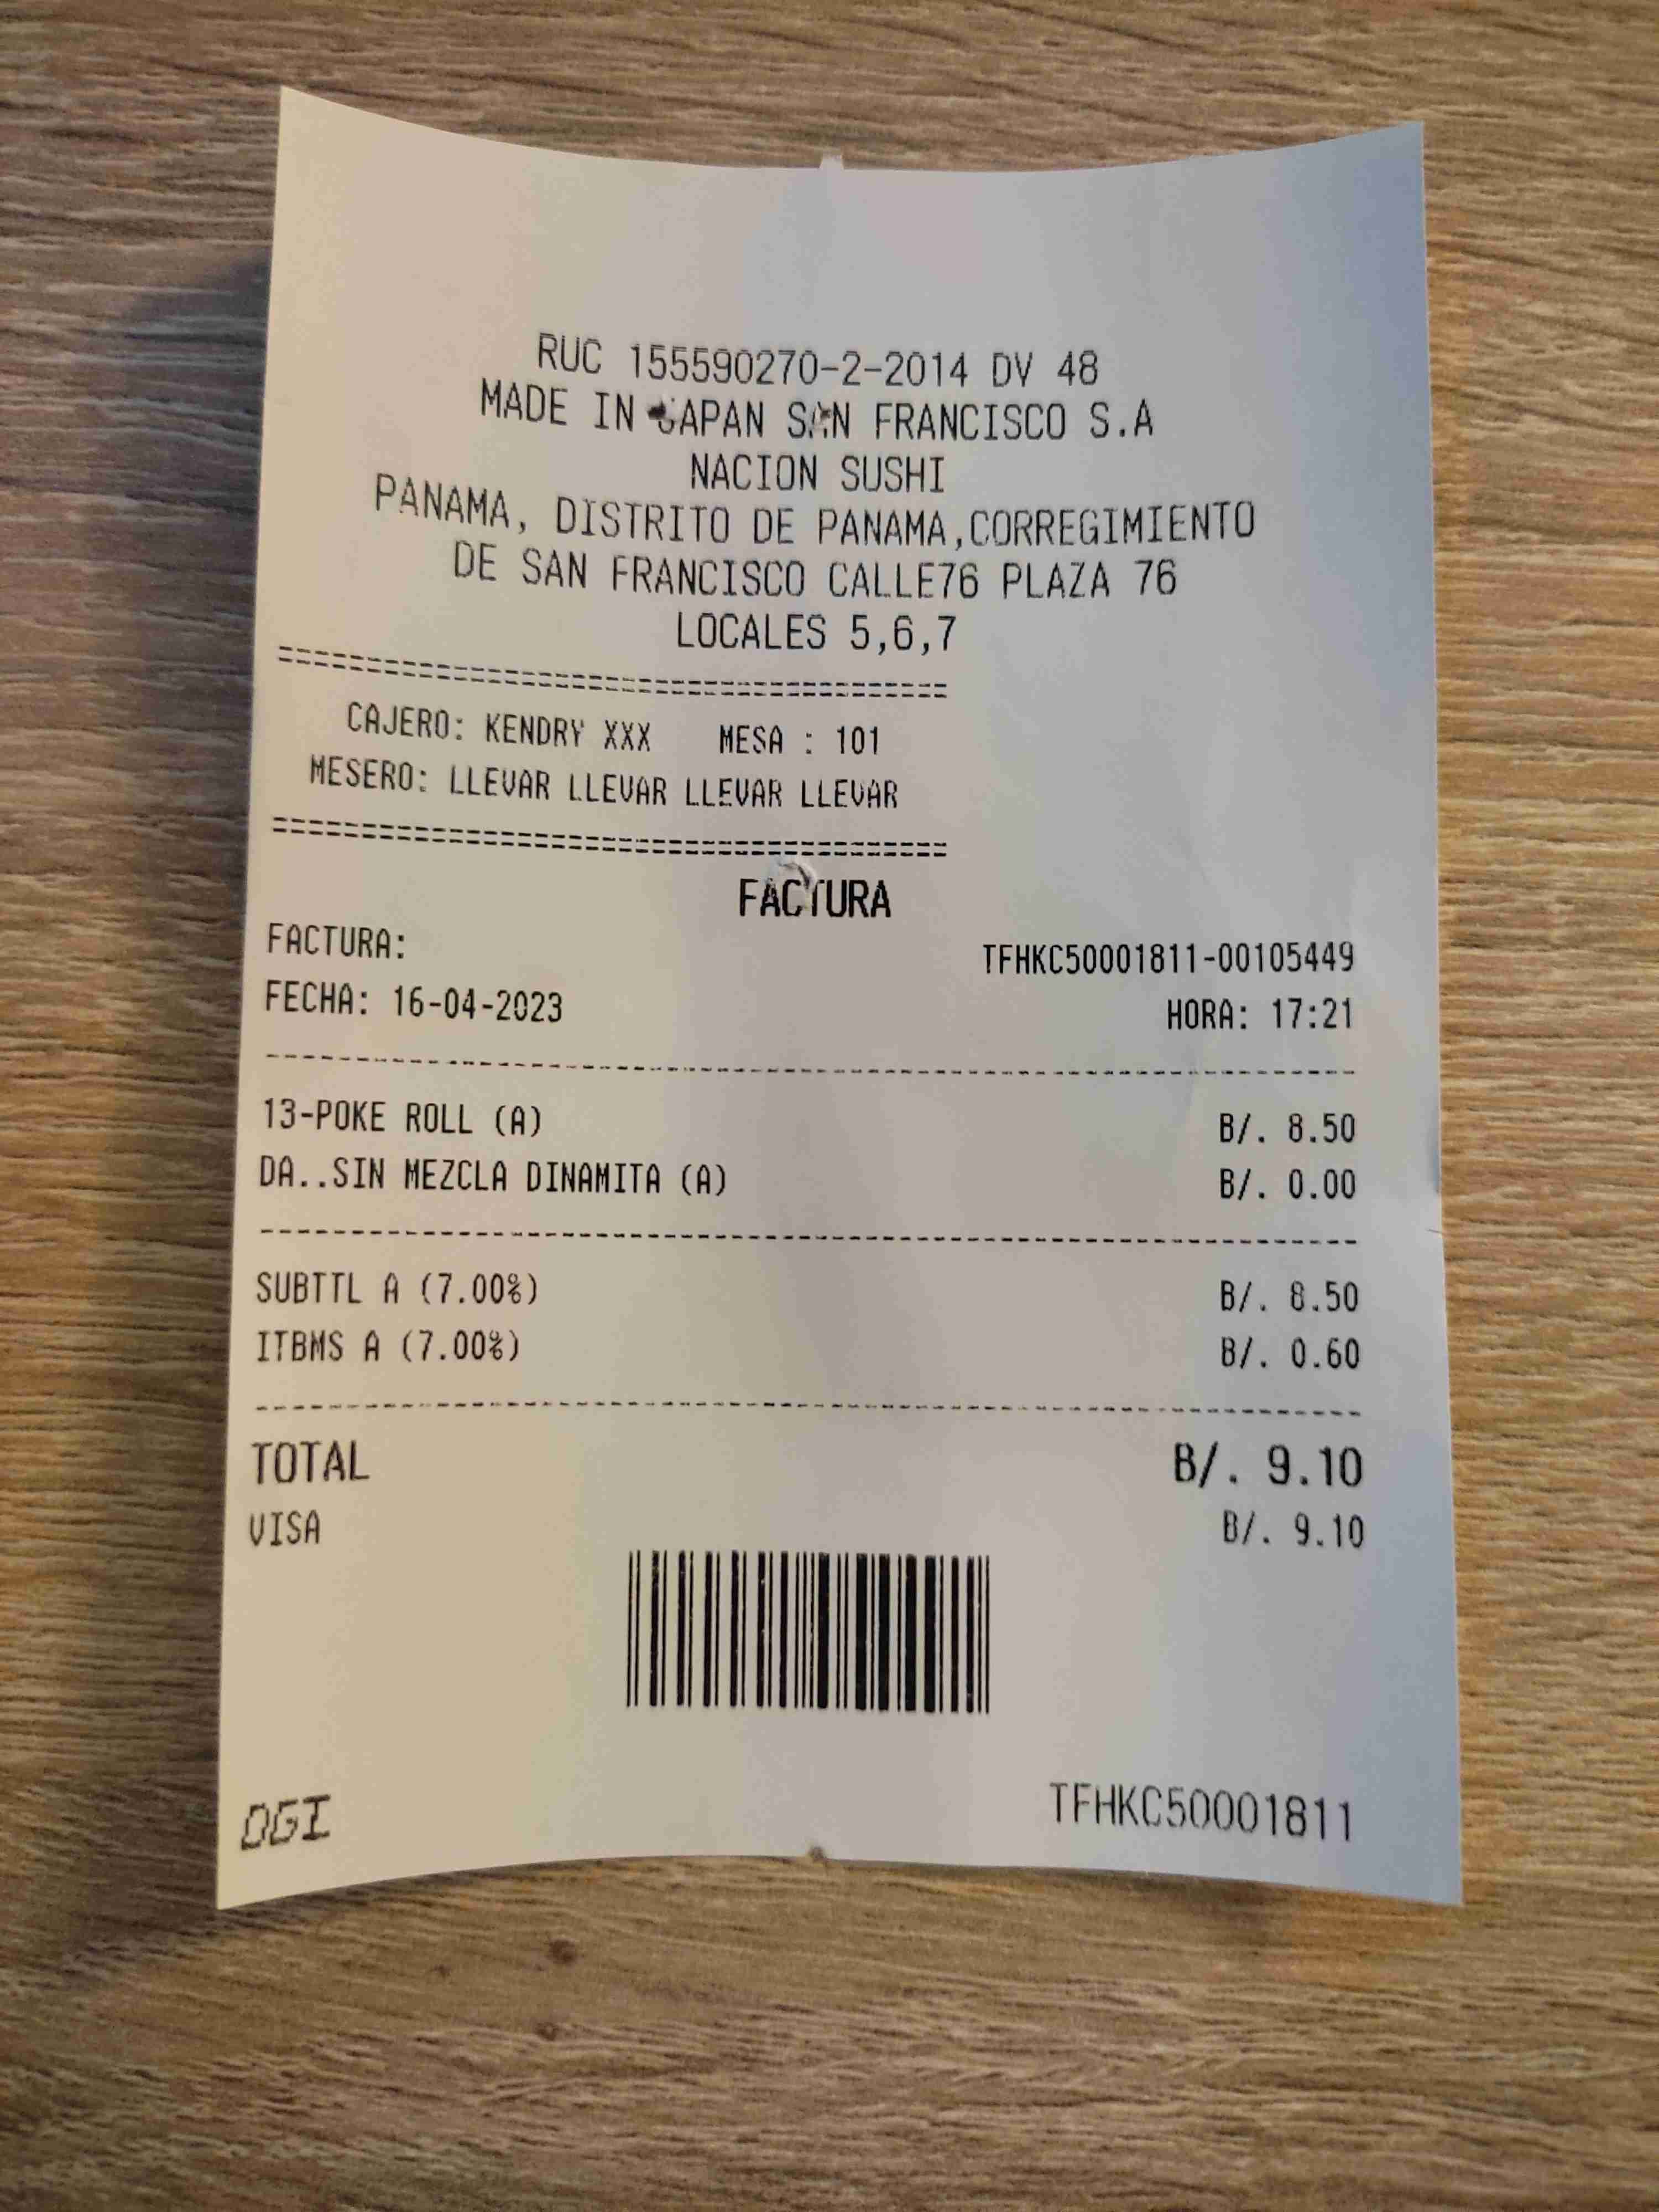 RUC 155590270-2-2014 DV 48
MADE IN JAPAN SAN FRANCISCO S.A
NACION SUSHI
PANAMA, DISTRITO DE PANAMA,CORREGIMIENTO
DE SAN FRANCISCO CALLE76 PLAZA 76
LOCALES 5,6,7
======================================
CAJERO: KENDRY XXX MESA : 101
MESERO: LLEVAR LLEVAR LLEVAR LLEVAR
======================================
FACTURA
FACTURA: TFHKC50001811-00105449
FECHA: 16-04-2023 HORA: 17:21
13-POKE ROLL (A) B/. 8.50
DA..SIN MEZCLA DINAMITA (A) B/. 0.00
SUBTTL A (7.00%) B/. 8.50
ITBMS A (7.00%) B/. 0.60
TOTAL B/. 9.10
VISA B/. 9.10
DGI TFHKC50001811